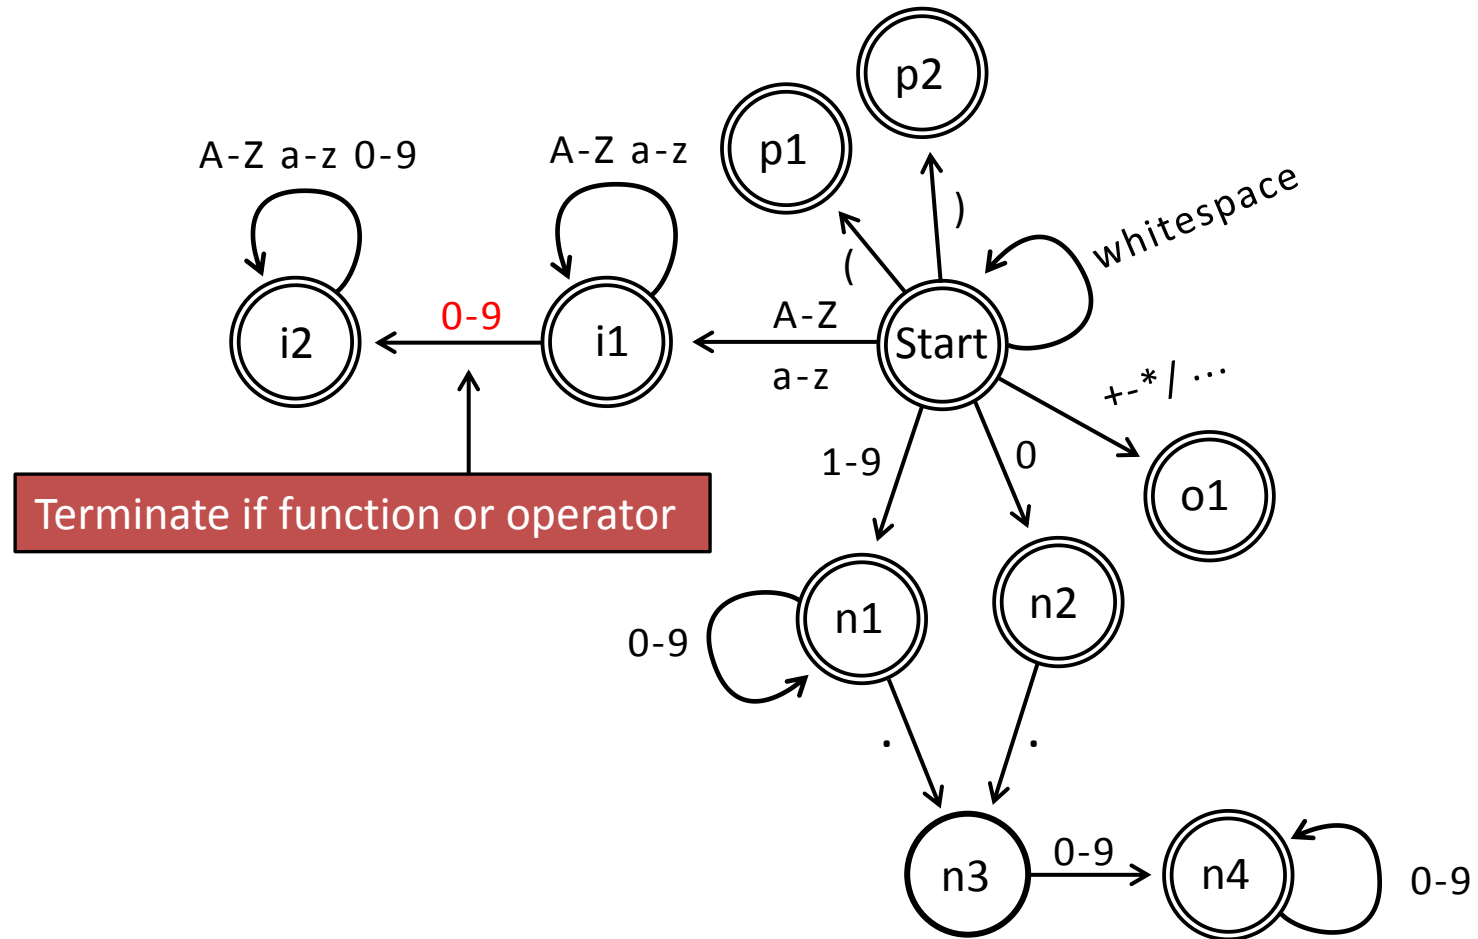 p2
p1
A-Z a-z 0-9
A-Z a-z
)
whitespace
(
0-9
A-Z
i2
i1
Start
a-z
+-*/ ...
1-9
0
o1
Terminate if function or operator
n1
n2
0-9
.
.
n3
0-9
n4
0-9